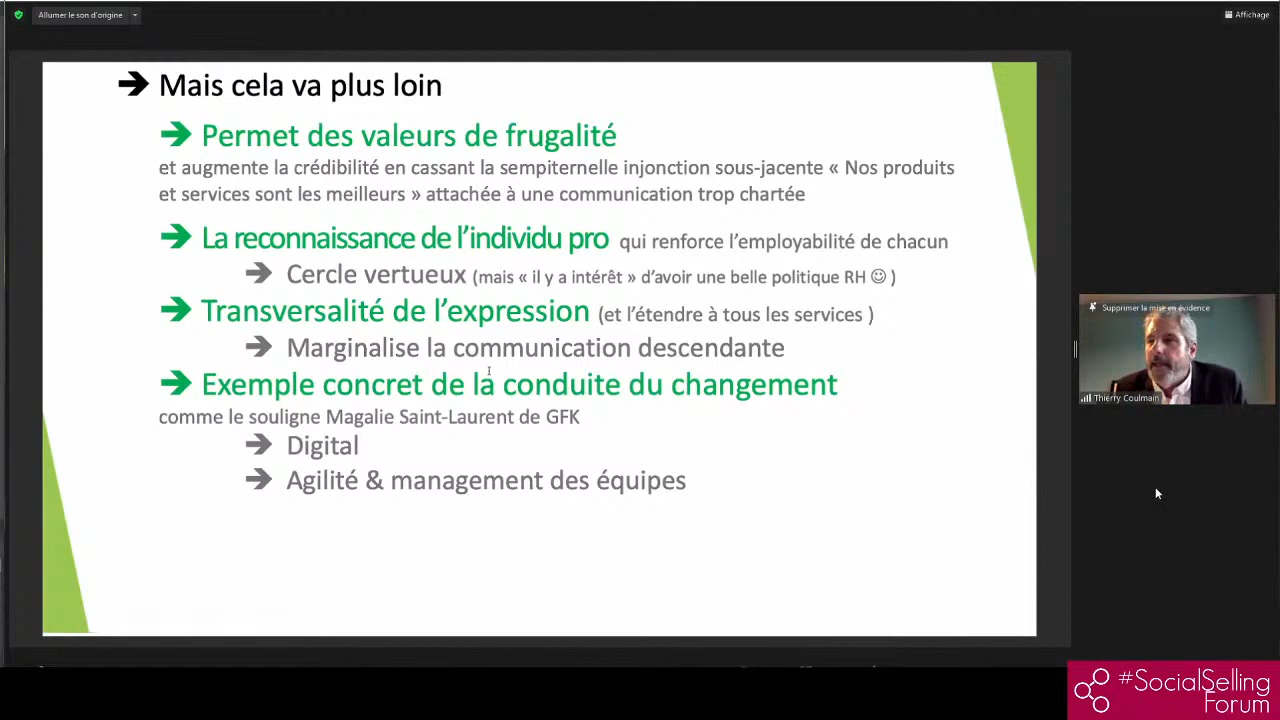 Allumer le son d'origine
Affichage
Mais cela va plus loin
Permet des valeurs de frugalité
et augmente la crédibilité en cassant la sempiternelle injonction sous-jacente « Nos produits
et services sont les meilleurs » attachée à une communication trop chartée
La reconnaissance de l'individu pro qui renforce l'employabilité de chacun
Cercle vertueux (mais « il y a intérêt » d'avoir une belle politique RH ☺ )
Transversalité de l'expression (et l'étendre à tous les services )
Marginalise la communication descendante
Exemple concret de la conduite du changement
comme le souligne Magalie Saint-Laurent de GFK
Digital
Agilité & management des équipes
Supprimer la mise en évidence
Thierry Coulmain
#SocialSelling
Forum